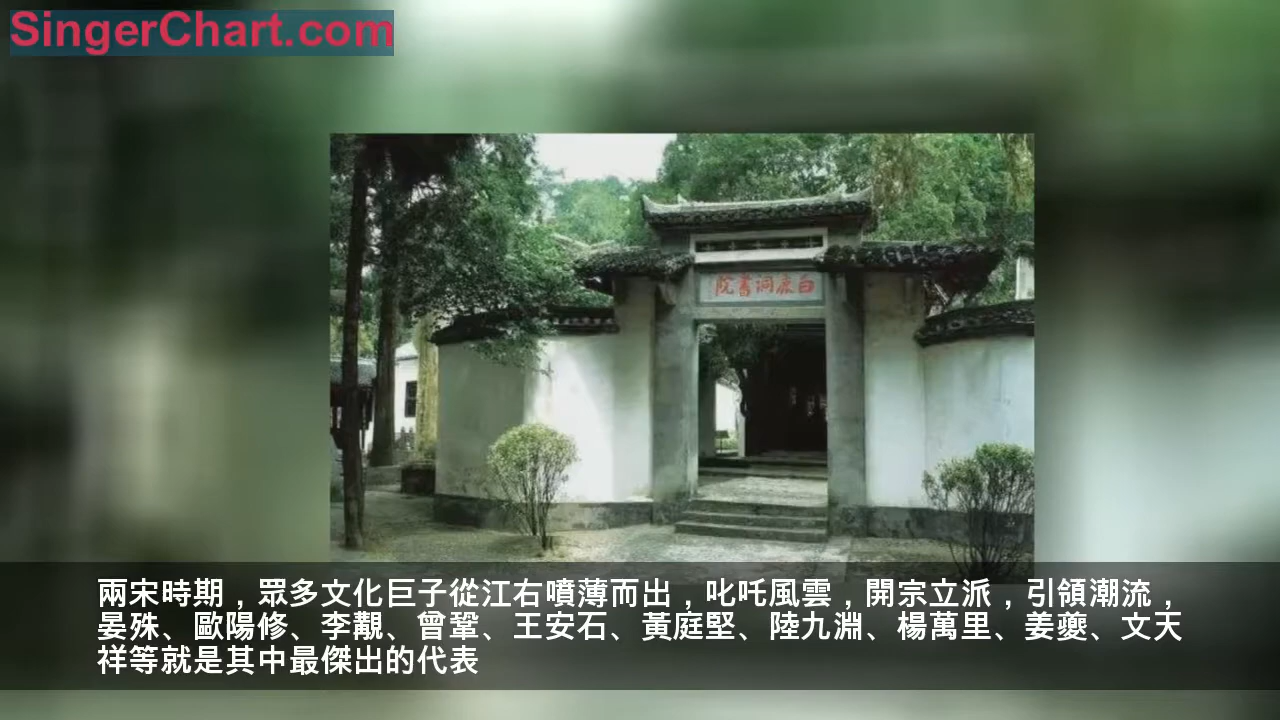 SingerChart.com
院書洞鹿白
兩宋時期，眾多文化巨子從江右噴薄而出，叱吒風雲，開宗立派，引領潮流，
晏殊、歐陽修、李覯、曾鞏、王安石、黃庭堅、陸九淵、楊萬里、姜夔、文天
祥等就是其中最傑出的代表